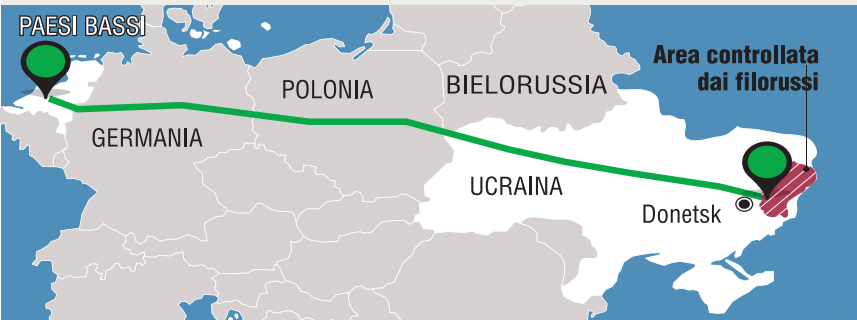 PAESI BASSI
Area controllata
dai filorussi
POLONIA
BIELORUSSIA
GERMANIA
UCRAINA
Donetsk